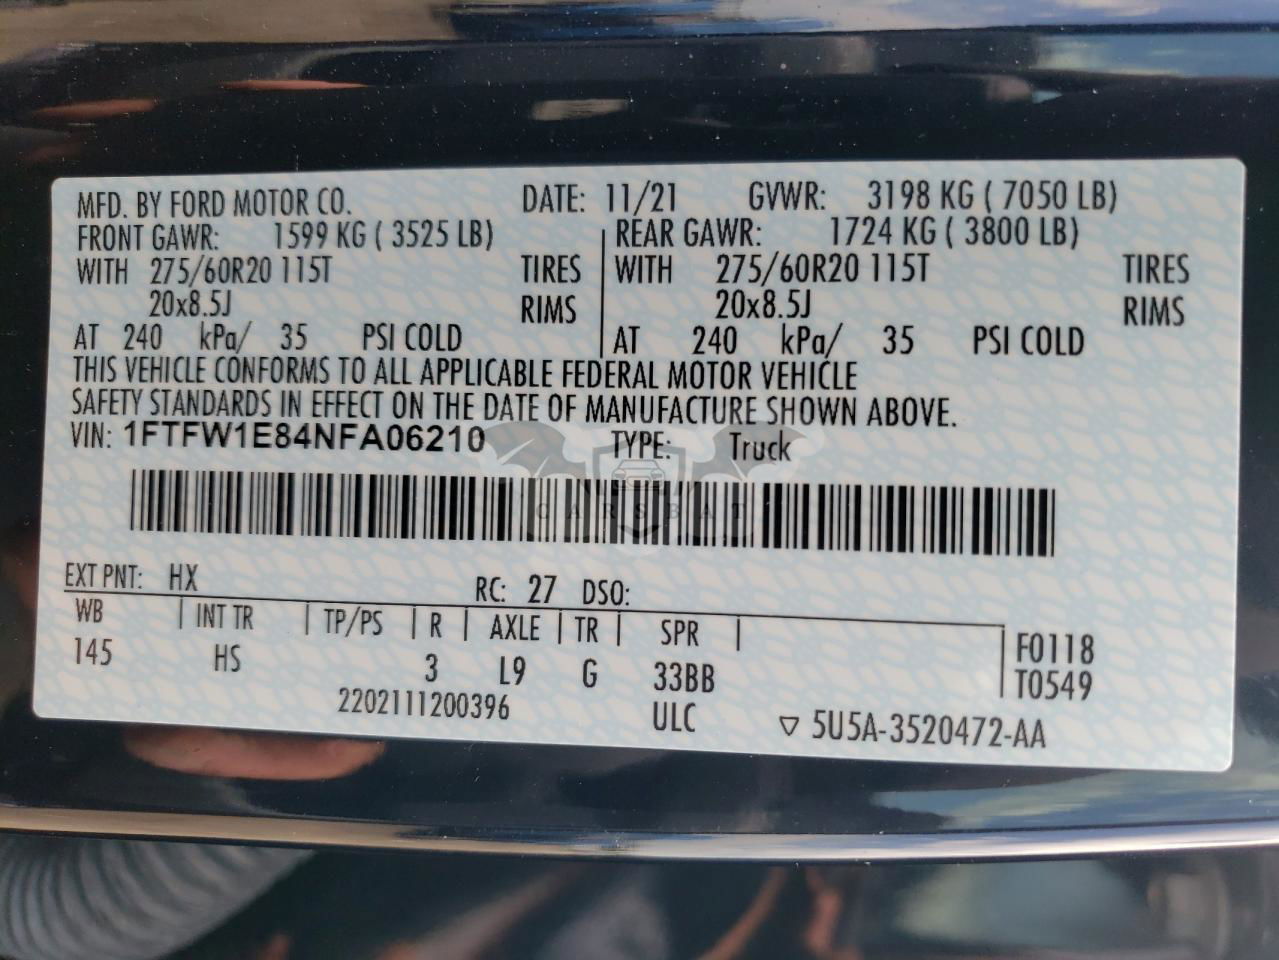 MFD. BY FORD MOTOR CO. DATE: 11/21 GVWR: 3198 KG ( 7050 LB)
FRONT GAWR: 1599 KG ( 3525 LB) REAR GAWR: 1724 KG ( 3800 LB)
WITH 275/60R20 115T TIRES WITH 275/60R20 115T TIRES
20x8.5J RIMS 20x8.5J RIMS
AT 240 kPa/ 35 PSI COLD AT 240 kPa/ 35 PSI COLD
THIS VEHICLE CONFORMS TO ALL APPLICABLE FEDERAL MOTOR VEHICLE
SAFETY STANDARDS IN EFFECT ON THE DATE OF MANUFACTURE SHOWN ABOVE.
VIN: 1FTFW1E84NFA06210 TYPE: Truck
CARSBAT
EXT PNT: HX RC: 27 DSO:
WB INT TR TP/PS R AXLE TR SPR F0118
145 HS 3 L9 G 33BB T0549
2202111200396 ULC ▽ 5U5A-3520472-AA